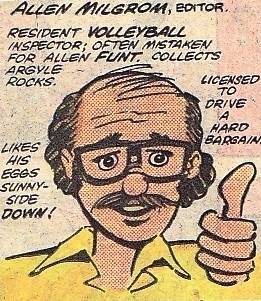 ALLEN MILGROM, EDITOR.
RESIDENT VOLLEYBALL
INSPECTOR; OFTEN MISTAKEN
FOR ALLEN FLINT. COLLECTS
ARGYLE
ROCKS.
LICENSED
TO
DRIVE
A
HARD
BARGAIN.
LIKES
HIS
EGGS
SUNNY-
SIDE
DOWN!